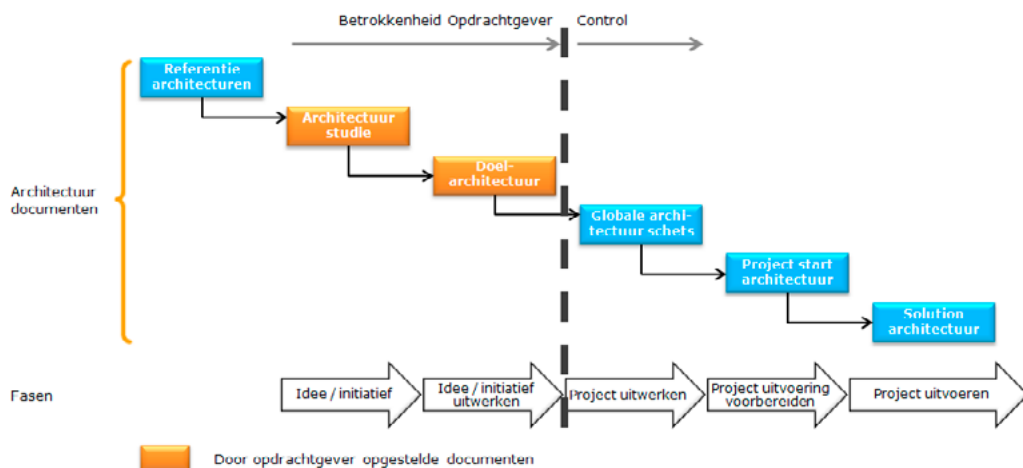 Betrokkenheid Opdrachtgever
Control
Referentie
architecturen
Architectuur
studie
Doel-
architectuur
Architectuur
documenten
Globale archi-
tectuur schets
Project start
architectuur
Solution
architectuur
Fasen
Idee / initiatief
Idee / initiatief
uitwerken
Project uitwerken
Project uitvoering
voorbereiden
Project uitvoeren
Door opdrachtgever opgestelde documenten